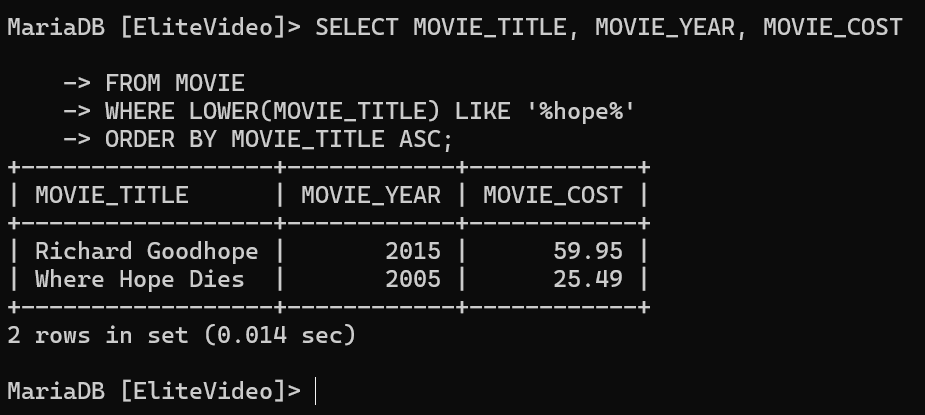 MariaDB [EliteVideo]> SELECT MOVIE_TITLE, MOVIE_YEAR, MOVIE_COST
    -> FROM MOVIE
    -> WHERE LOWER(MOVIE_TITLE) LIKE '%hope%'
    -> ORDER BY MOVIE_TITLE ASC;
+------------------+------------+------------+
| MOVIE_TITLE      | MOVIE_YEAR | MOVIE_COST |
+------------------+------------+------------+
| Richard Goodhope |       2015 |      59.95 |
| Where Hope Dies  |       2005 |      25.49 |
+------------------+------------+------------+
2 rows in set (0.014 sec)
MariaDB [EliteVideo]>